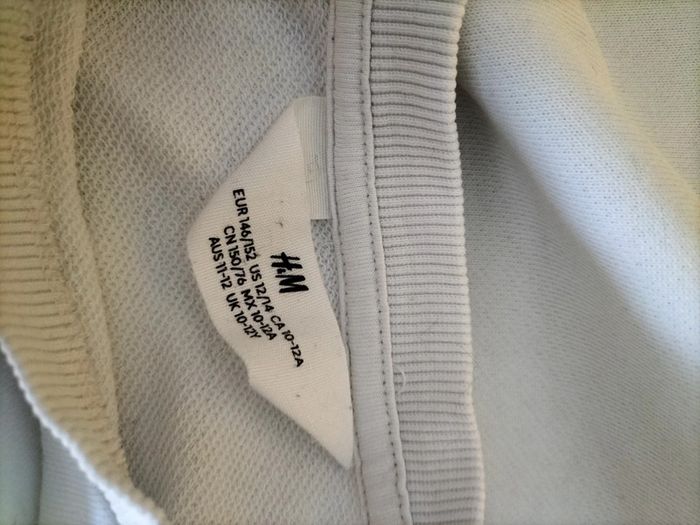 H&M
EUR 146/152 US 12/14 CA 10-12A
CN 150/76 MX 10-12A
AUS 11-12 UK 10-12Y